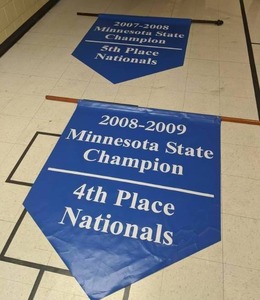 2007-2008
Minnesota State
Champion
5th Place
Nationals
2008-2009
Minnesota State
Champion
4th Place
Nationals